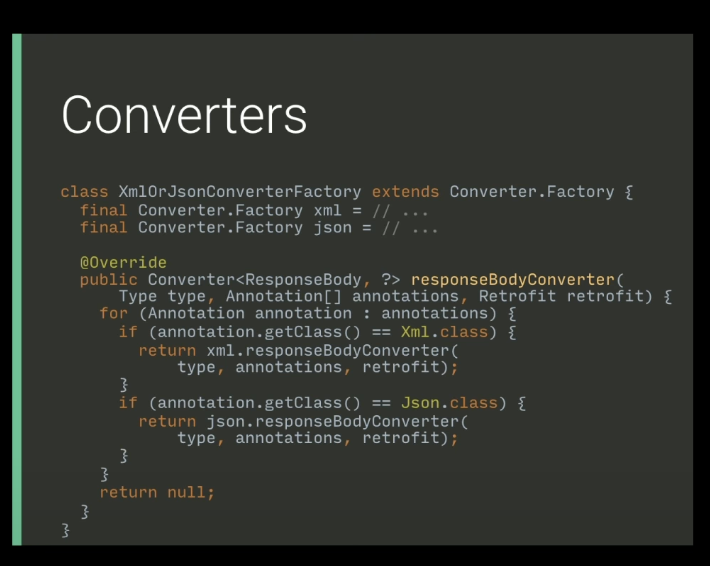 Converters
class XmlOrJsonConverterFactory extends Converter.Factory {
  final Converter.Factory xml = // ...
  final Converter.Factory json = // ...

  @Override
  public Converter<ResponseBody, ?> responseBodyConverter(
      Type type, Annotation[] annotations, Retrofit retrofit) {
    for (Annotation annotation : annotations) {
      if (annotation.getClass() == Xml.class) {
        return xml.responseBodyConverter(
            type, annotations, retrofit);
      }
      if (annotation.getClass() == Json.class) {
        return json.responseBodyConverter(
            type, annotations, retrofit);
      }
    }
    return null;
  }
}